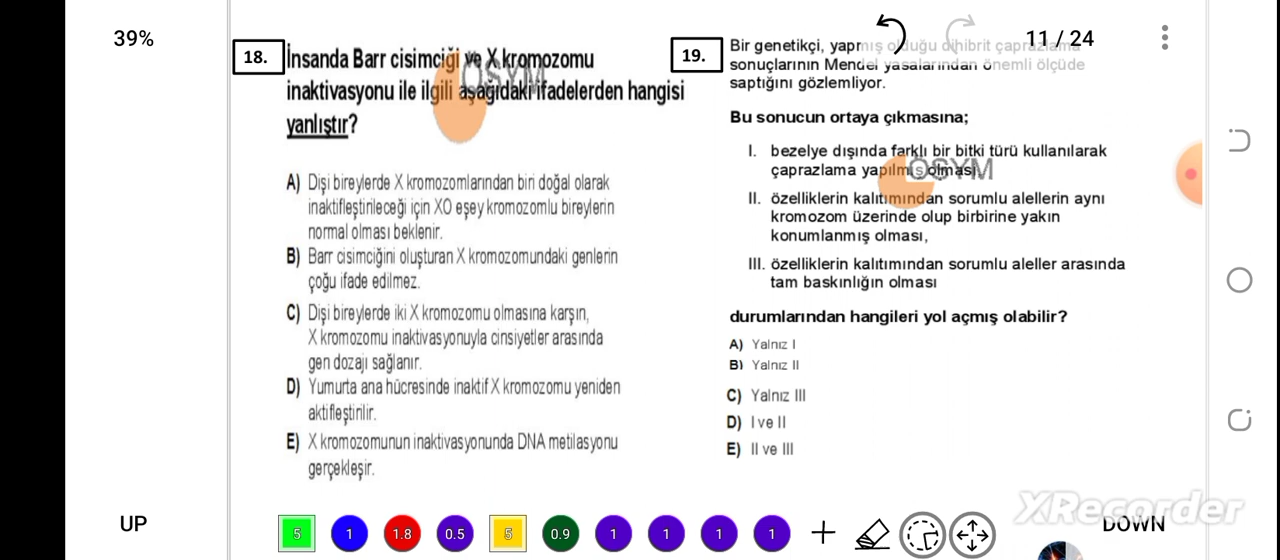 39%
11 / 24
18.
İnsanda Barr cisimciği ve X kromozomu
inaktivasyonu ile ilgili aşağıdaki ifadelerden hangisi
yanlıştır?
A) Dişi bireylerde X kromozomlarından biri doğal olarak
inaktifleştirileceği için XO eşey kromozomlu bireylerin
normal olması beklenir.
B) Barr cisimciğini oluşturan X kromozomundaki genlerin
çoğu ifade edilmez.
C) Dişi bireylerde iki X kromozomu olmasına karşın,
X kromozomu inaktivasyonuyla cinsiyetler arasında
gen dozajı sağlanır.
D) Yumurta ana hücresinde inaktif X kromozomu yeniden
aktifleştirilir.
E) X kromozomunun inaktivasyonunda DNA metilasyonu
gerçekleşir.
ÖSYM
19.
Bir genetikçi, yapmış olduğu dihibrit çaprazlama
sonuçlarının Mendel yasalarından önemli ölçüde
saptığını gözlemliyor.
Bu sonucun ortaya çıkmasına;
I. bezelye dışında farklı bir bitki türü kullanılarak
çaprazlama yapılmış olması,
II. özelliklerin kalıtımından sorumlu alellerin aynı
kromozom üzerinde olup birbirine yakın
konumlanmış olması,
III. özelliklerin kalıtımından sorumlu aleller arasında
tam baskınlığın olması
durumlarından hangileri yol açmış olabilir?
A) Yalnız I
B) Yalnız II
C) Yalnız III
D) I ve II
E) II ve III
ÖSYM
UP
5 1 1.8 0.5 5 0.9 1 1 1 1
XRecorder
DOWN